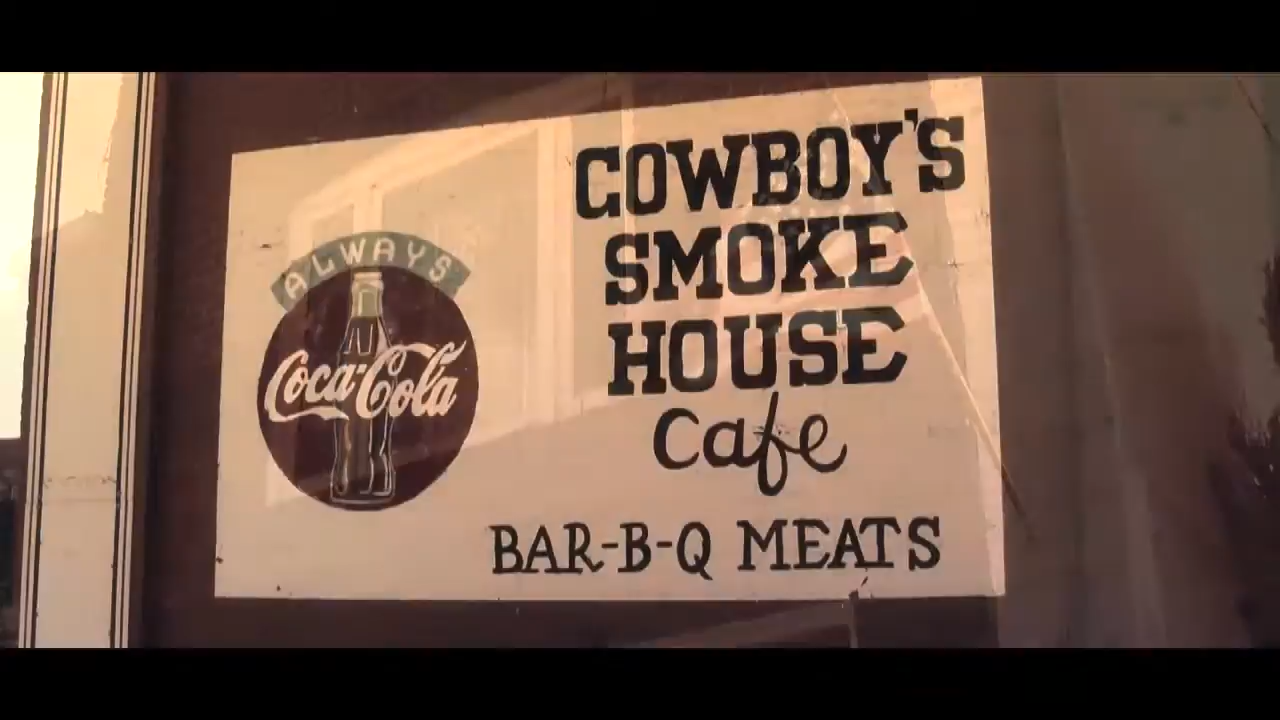 ALWAYS
Coca-Cola
COWBOY'S
SMOKE
HOUSE
Cafe
BAR-B-Q MEATS